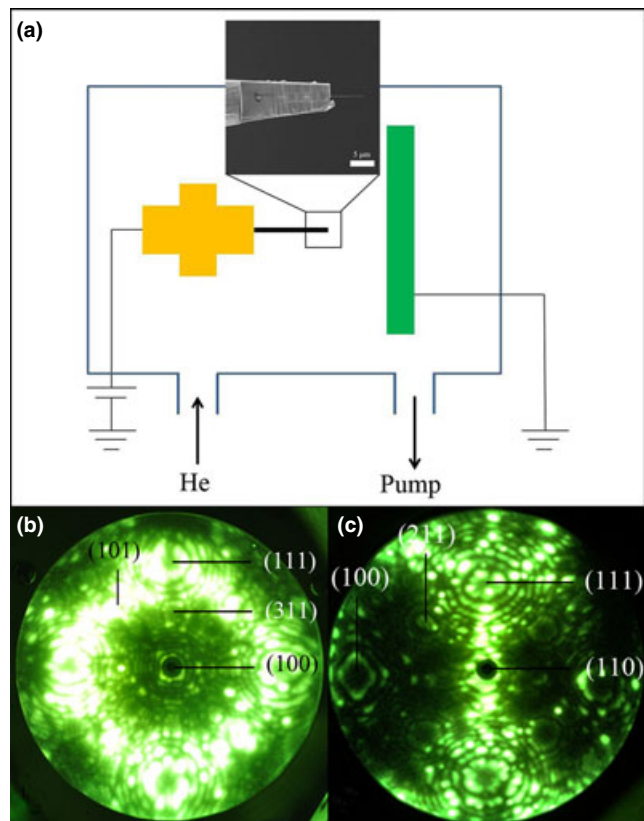 (a)
5 μm
He
Pump
(b)
(101)
(111)
(311)
(100)
(c)
(211)
(100)
(111)
(110)